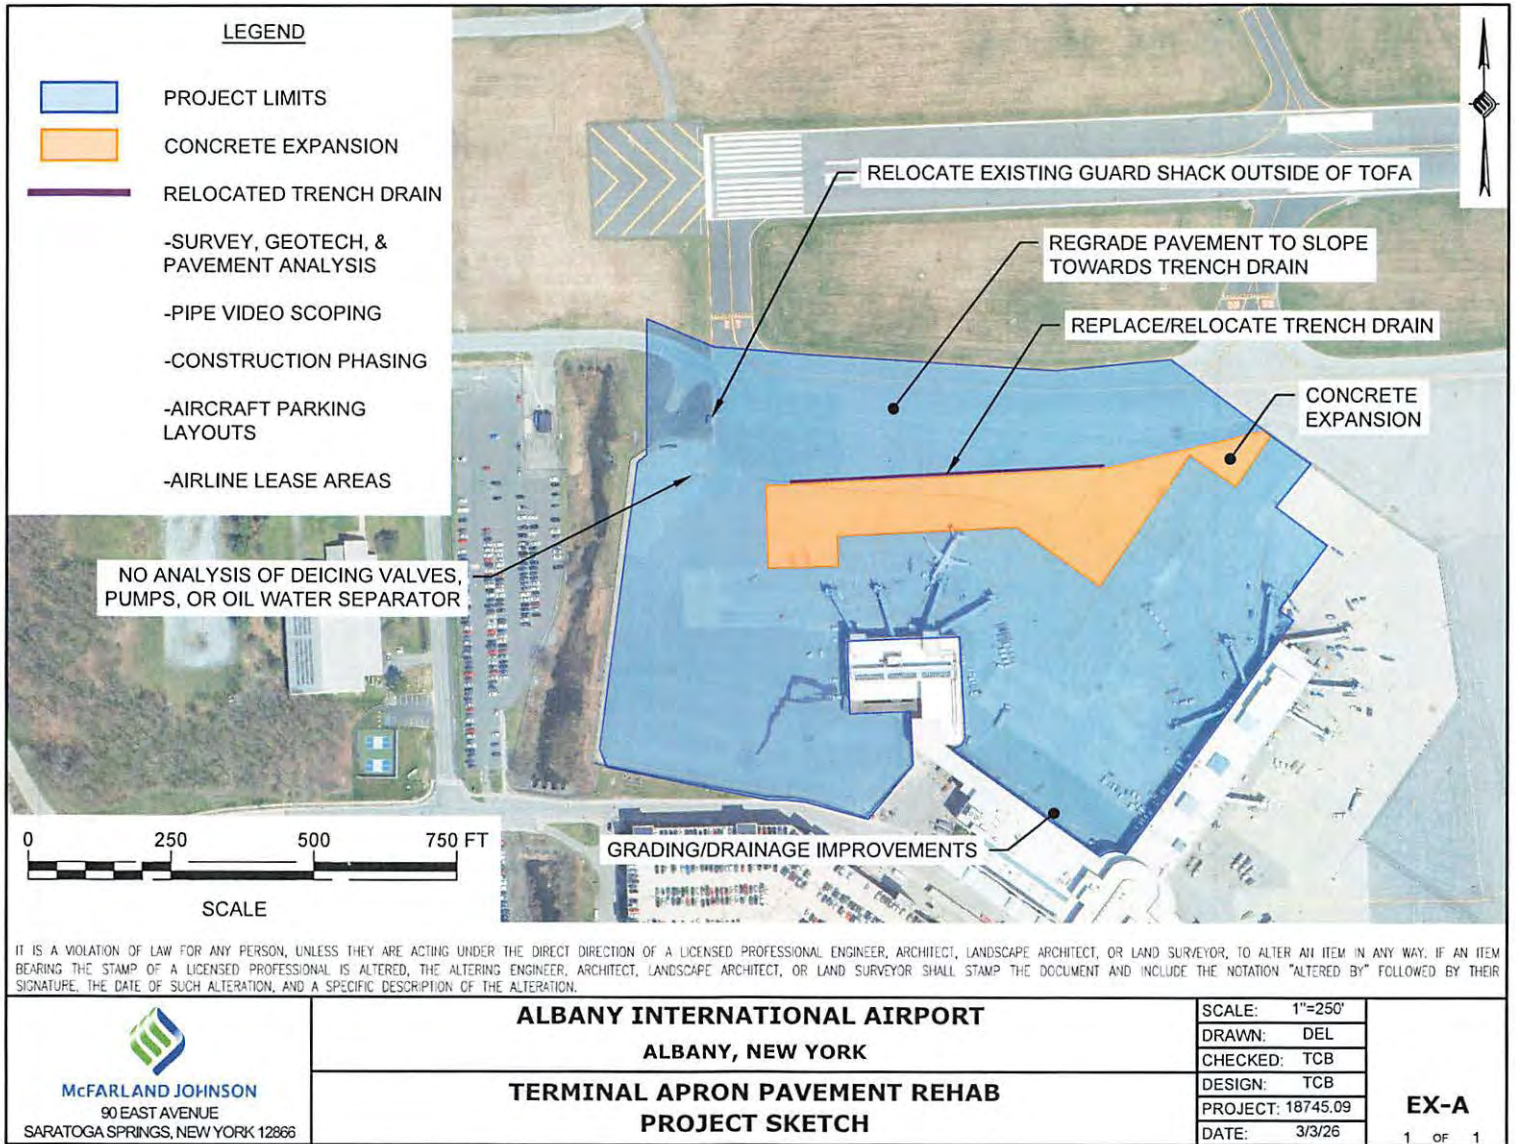 LEGEND
PROJECT LIMITS
CONCRETE EXPANSION
RELOCATED TRENCH DRAIN
-SURVEY, GEOTECH, &
PAVEMENT ANALYSIS
-PIPE VIDEO SCOPING
-CONSTRUCTION PHASING
-AIRCRAFT PARKING
LAYOUTS
-AIRLINE LEASE AREAS
RELOCATE EXISTING GUARD SHACK OUTSIDE OF TOFA
REGRADE PAVEMENT TO SLOPE
TOWARDS TRENCH DRAIN
REPLACE/RELOCATE TRENCH DRAIN
CONCRETE
EXPANSION
NO ANALYSIS OF DEICING VALVES,
PUMPS, OR OIL WATER SEPARATOR
GRADING/DRAINAGE IMPROVEMENTS
0 250 500 750 FT
SCALE
IT IS A VIOLATION OF LAW FOR ANY PERSON, UNLESS THEY ARE ACTING UNDER THE DIRECT DIRECTION OF A LICENSED PROFESSIONAL ENGINEER, ARCHITECT, LANDSCAPE ARCHITECT, OR LAND SURVEYOR, TO ALTER AN ITEM IN ANY WAY. IF AN ITEM
BEARING THE STAMP OF A LICENSED PROFESSIONAL IS ALTERED, THE ALTERING ENGINEER, ARCHITECT, LANDSCAPE ARCHITECT, OR LAND SURVEYOR SHALL STAMP THE DOCUMENT AND INCLUDE THE NOTATION "ALTERED BY" FOLLOWED BY THEIR
SIGNATURE, THE DATE OF SUCH ALTERATION, AND A SPECIFIC DESCRIPTION OF THE ALTERATION.
McFARLAND JOHNSON
90 EAST AVENUE
SARATOGA SPRINGS, NEW YORK 12866
ALBANY INTERNATIONAL AIRPORT
ALBANY, NEW YORK
TERMINAL APRON PAVEMENT REHAB
PROJECT SKETCH
SCALE: 1"=250'
DRAWN: DEL
CHECKED: TCB
DESIGN: TCB
PROJECT: 18745.09
DATE: 3/3/26
EX-A
1 OF 1